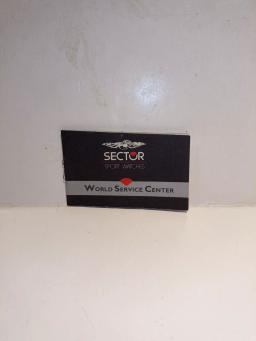 SECTOR
SPORT WATCHES
WORLD SERVICE CENTER